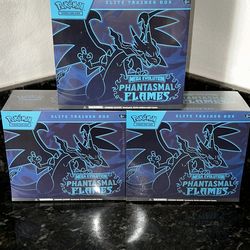 Pokémon
ELITE TRAINER BOX
MEGA EVOLUTION
PHANTASMAL
FLAMES
Pokémon
ELITE TRAINER BOX
MEGA EVOLUTION
PHANTASMAL
FLAMES
Pokémon
ELITE TRAINER BOX
MEGA EVOLUTION
PHANTASMAL
FLAMES